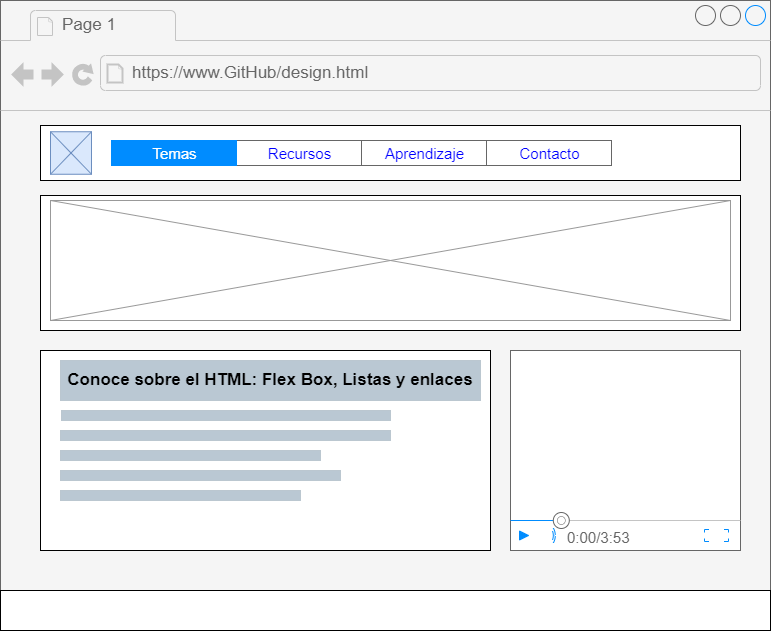 Page 1
https://www.GitHub/design.html
Temas Recursos Aprendizaje Contacto
Conoce sobre el HTML: Flex Box, Listas y enlaces
0:00/3:53